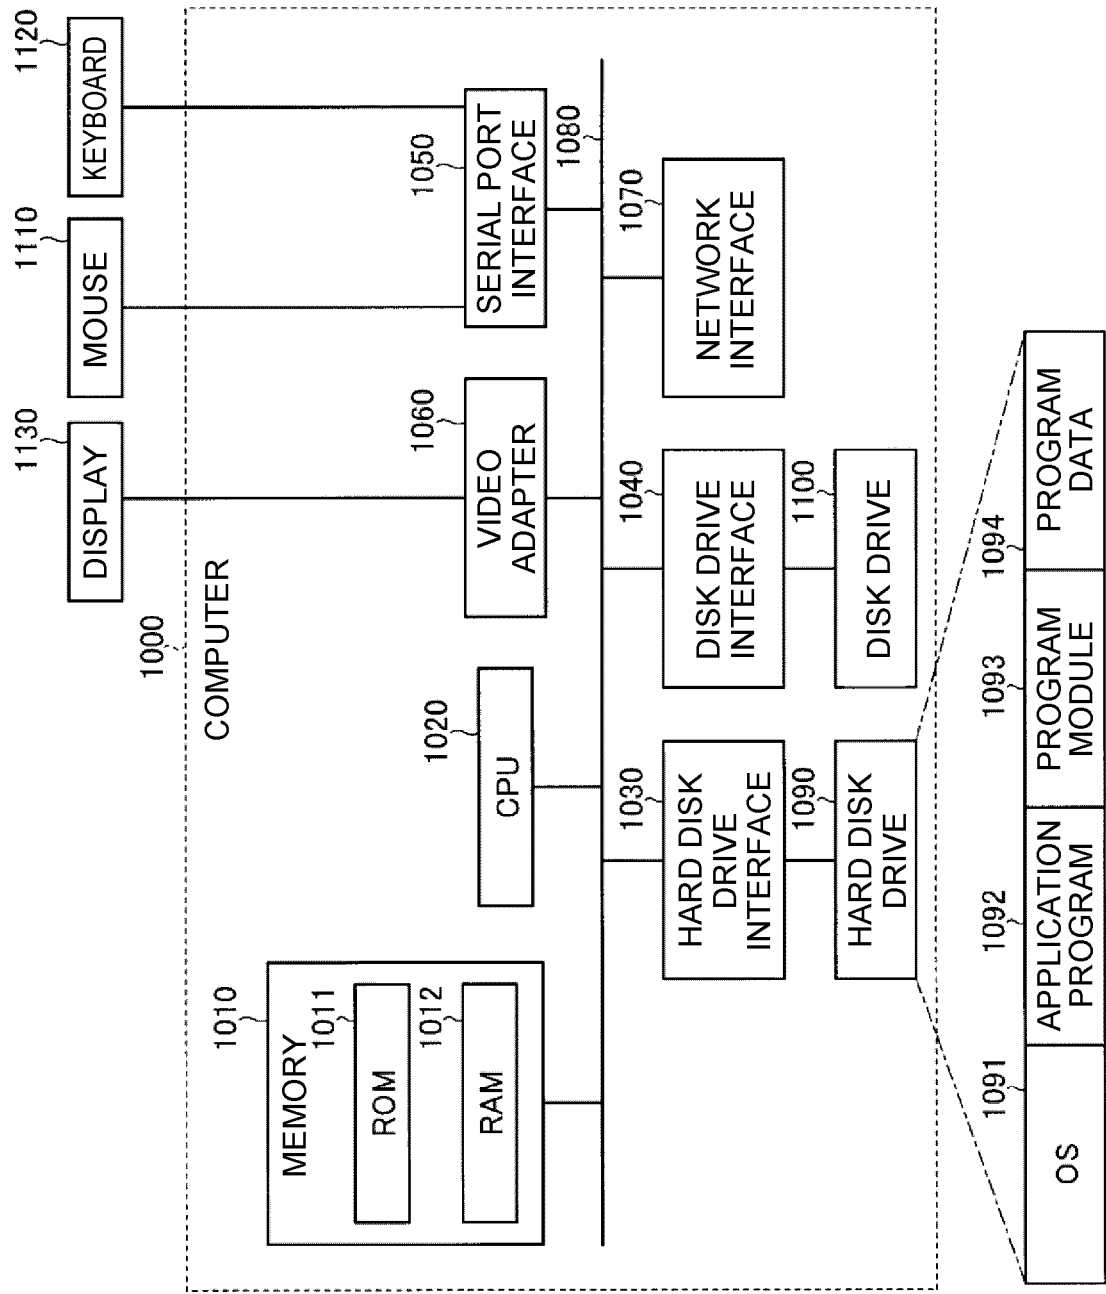 1000
COMPUTER
1010
MEMORY
1011
ROM
1012
RAM
1020
CPU
1130
DISPLAY
1110
MOUSE
1120
KEYBOARD
1060
VIDEO
ADAPTER
1050
SERIAL PORT
INTERFACE
1080
1030
HARD DISK
DRIVE
INTERFACE
1040
DISK DRIVE
INTERFACE
1070
NETWORK
INTERFACE
1090
HARD DISK
DRIVE
1100
DISK DRIVE
1091
OS
1092
APPLICATION
PROGRAM
1093
PROGRAM
MODULE
1094
PROGRAM
DATA